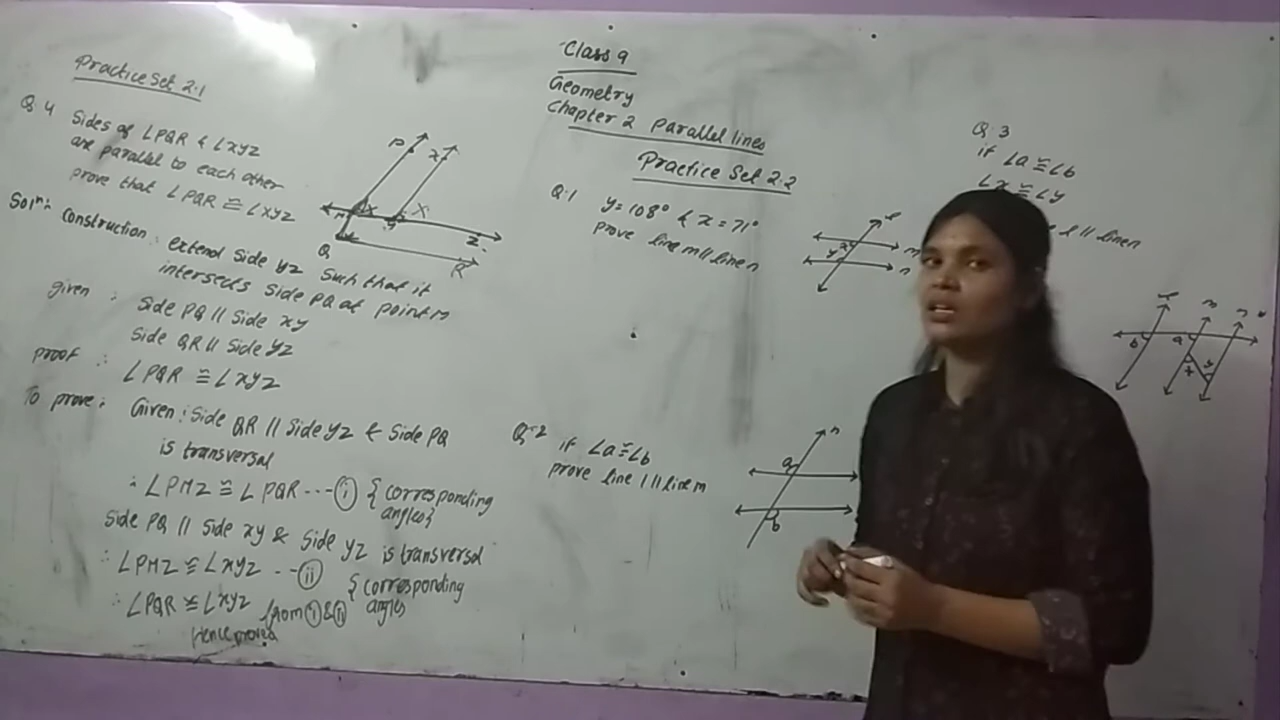 Practice Set 2.1
Q.4 Sides of ∠PQR & ∠XYZ
are parallel to each other
prove that ∠PQR ≅ ∠XYZ
Solⁿ: Construction: extend side YZ such that it
intersects side PQ at point M
given : Side PQ || side XY
Side QR || side YZ
proof : ∠PQR ≅ ∠XYZ
To prove : Given : Side QR || side YZ & side PQ
is transversal
∴ ∠PMZ ≅ ∠PQR ---(i) {corresponding
angles}
Side PQ || side XY & side YZ is transversal
∴ ∠PMZ ≅ ∠XYZ --(ii) {corresponding
angles
∴ ∠PQR ≅ ∠XYZ from (i) & (ii)
Hence proved
P
X
M
x
X
y
Z
Q
R
Class 9
Geometry
Chapter 2 parallel lines
Practice Set 2.2
Q.1 y = 108° & x = 71°
prove line m || line n
x
y
m
n
Q-2 if ∠a ≅ ∠b
prove line l || line m
n
a
b
Q 3
if ∠a ≅ ∠b
∠x ≅ ∠y
l || line n
b
a
x
y